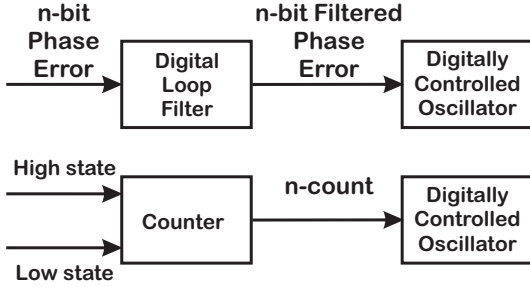 n-bit
Phase
Error
Digital
Loop
Filter
n-bit Filtered
Phase
Error
Digitally
Controlled
Oscillator
High state
Low state
Counter
n-count
Digitally
Controlled
Oscillator